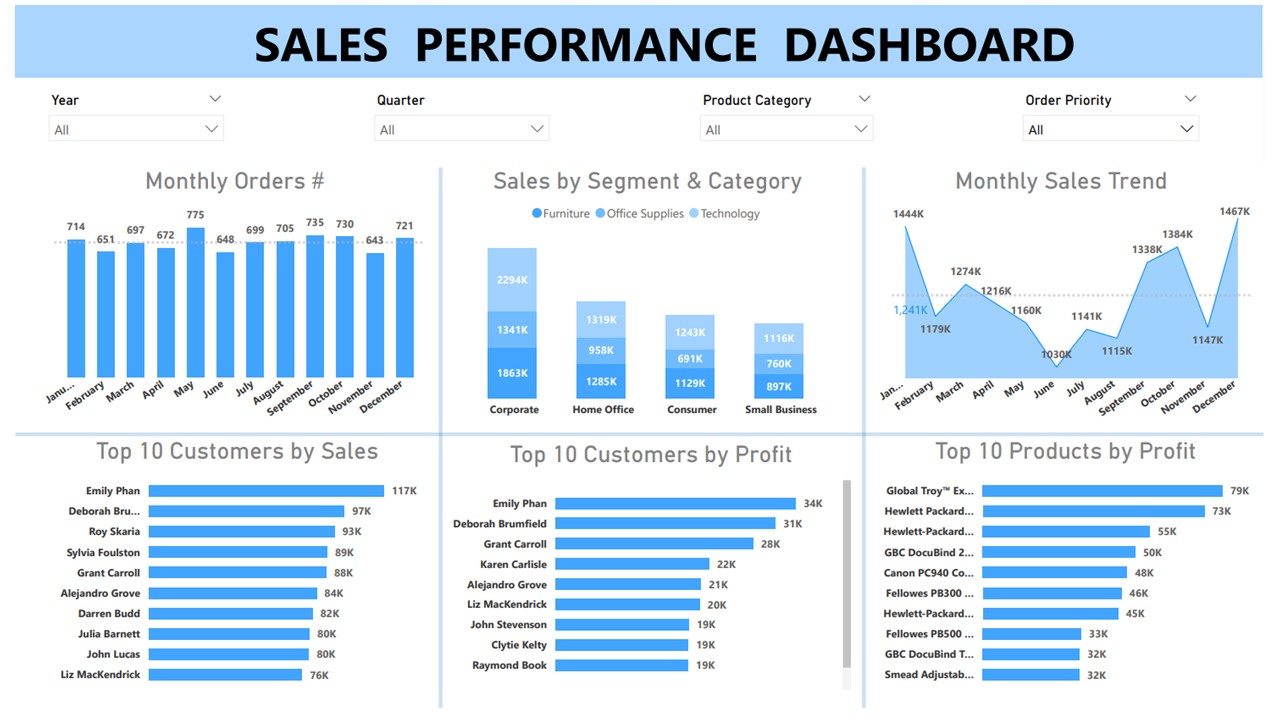 SALES PERFORMANCE DASHBOARD
Year
Quarter
Product Category
Order Priority
All
All
All
All
Monthly Orders #
714
651
697
672
775
648
699
705
735
730
643
721
Janu...
February
March
April
May
June
July
August
September
October
November
December
Sales by Segment & Category
Furniture Office Supplies Technology
2294K
1341K
1863K
1319K
958K
1285K
1243K
691K
1129K
1116K
760K
897K
Corporate
Home Office
Consumer
Small Business
Monthly Sales Trend
1444K
1179K
1274K
1216K
1160K
1030K
1141K
1115K
1338K
1384K
1147K
1467K
1,241K
Jan...
February
March
April
May
June
July
August
September
October
November
December
Top 10 Customers by Sales
Emily Phan 117K
Deborah Bru... 97K
Roy Skaria 93K
Sylvia Foulston 89K
Grant Carroll 88K
Alejandro Grove 84K
Darren Budd 82K
Julia Barnett 80K
John Lucas 80K
Liz MacKendrick 76K
Top 10 Customers by Profit
Emily Phan 34K
Deborah Brumfield 31K
Grant Carroll 28K
Karen Carlisle 22K
Alejandro Grove 21K
Liz MacKendrick 20K
John Stevenson 19K
Clytie Kelty 19K
Raymond Book 19K
Top 10 Products by Profit
Global Troy™ Ex... 79K
Hewlett Packard... 73K
Hewlett-Packard... 55K
GBC DocuBind 2... 50K
Canon PC940 Co... 48K
Fellowes PB300 ... 46K
Hewlett-Packard... 45K
Fellowes PB500 ... 33K
GBC DocuBind T... 32K
Smead Adjustab... 32K